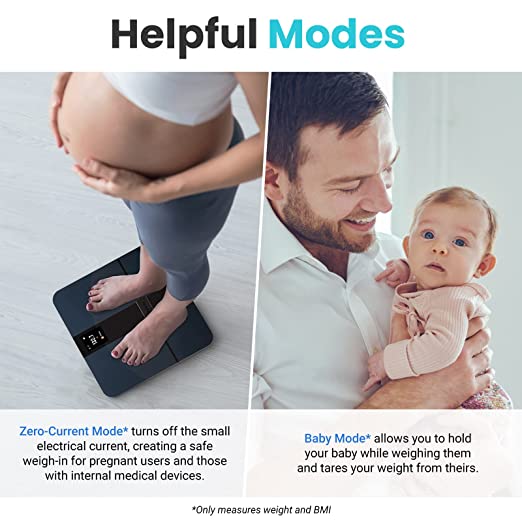 Helpful Modes
Zero-Current Mode* turns off the small
electrical current, creating a safe
weigh-in for pregnant users and those
with internal medical devices.
Baby Mode* allows you to hold
your baby while weighing them
and tares your weight from theirs.
*Only measures weight and BMI